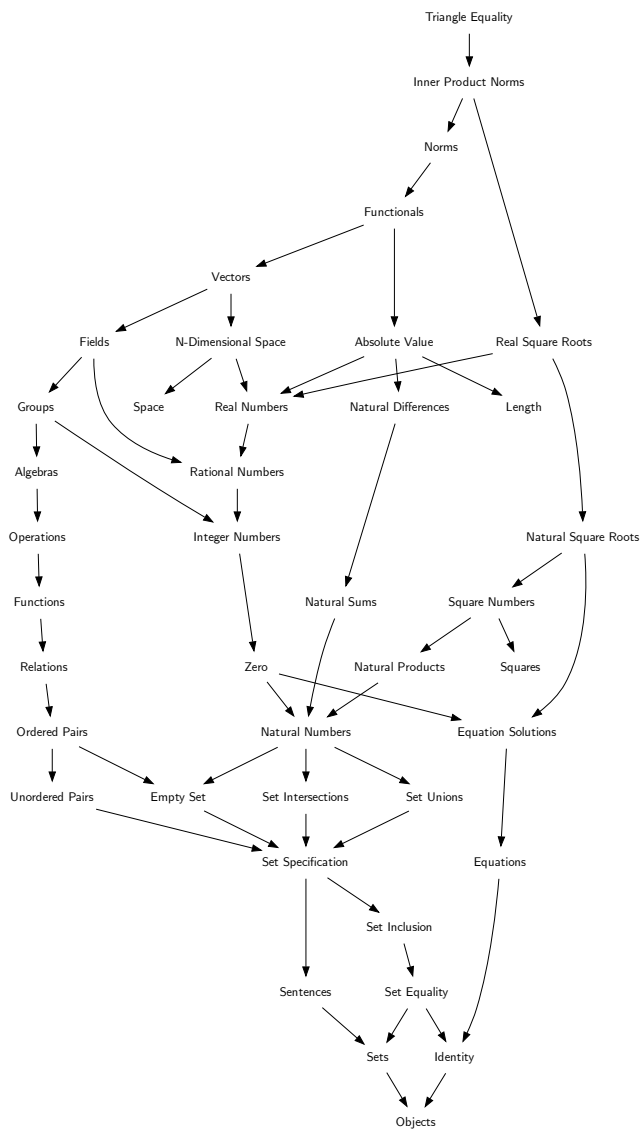 Triangle Equality
Inner Product Norms
Norms
Functionals
Vectors
Fields
N-Dimensional Space
Absolute Value
Real Square Roots
Groups
Space
Real Numbers
Natural Differences
Length
Algebras
Rational Numbers
Operations
Integer Numbers
Natural Square Roots
Functions
Natural Sums
Square Numbers
Relations
Zero
Natural Products
Squares
Ordered Pairs
Natural Numbers
Equation Solutions
Unordered Pairs
Empty Set
Set Intersections
Set Unions
Set Specification
Equations
Set Inclusion
Sentences
Set Equality
Sets
Identity
Objects